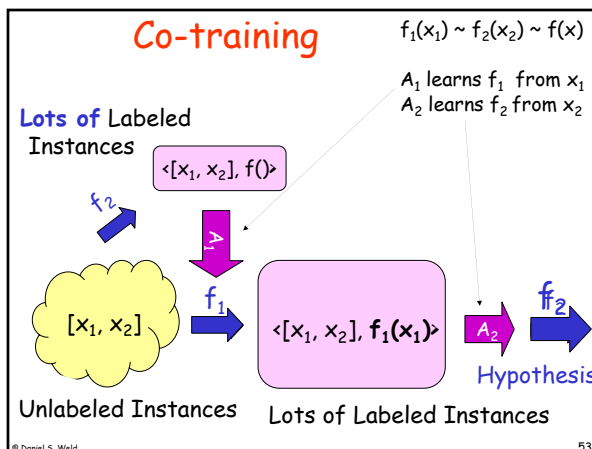 Co-training
f₁(x₁) ~ f₂(x₂) ~ f(x)
A₁ learns f₁ from x₁
A₂ learns f₂ from x₂
Lots of Labeled
Instances
<[x₁, x₂], f()>
f₂
A₁
f₁
[x₁, x₂]
<[x₁, x₂], f₁(x₁)>
A₂
f₂
Hypothesis
Unlabeled Instances
Lots of Labeled Instances
© Daniel S. Weld
53